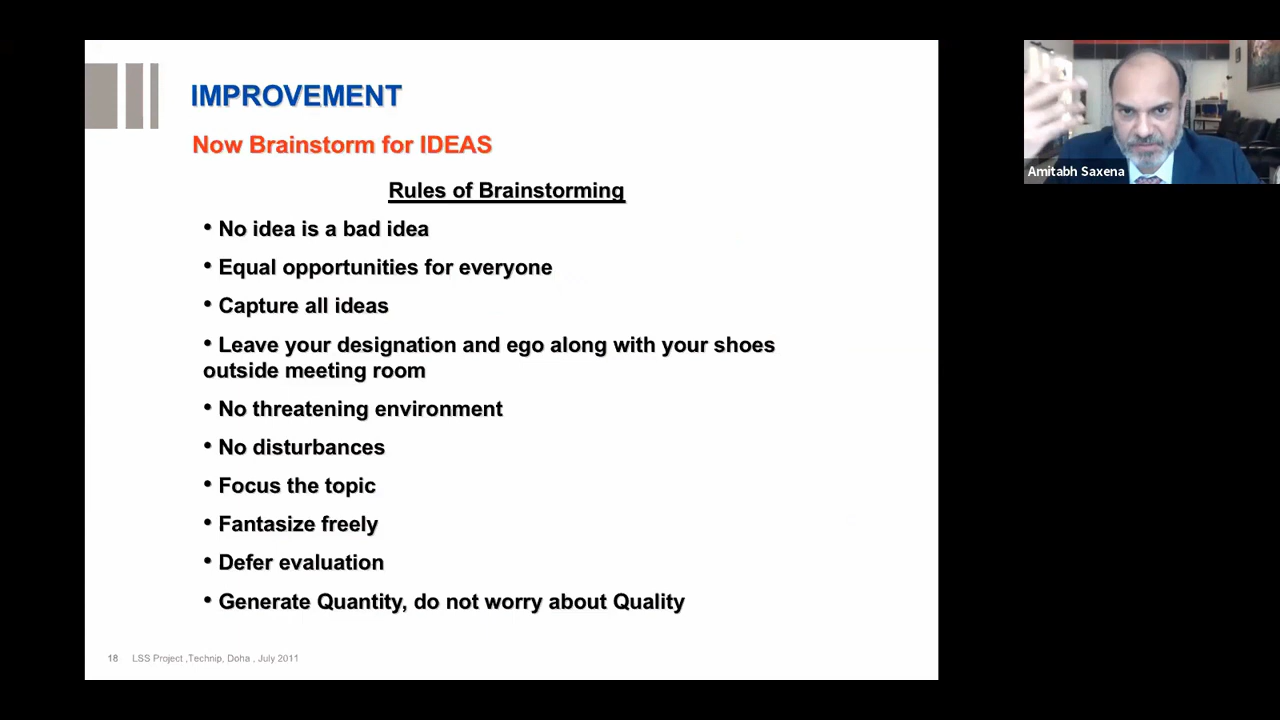 IMPROVEMENT
Now Brainstorm for IDEAS
Rules of Brainstorming
• No idea is a bad idea
• Equal opportunities for everyone
• Capture all ideas
• Leave your designation and ego along with your shoes
outside meeting room
• No threatening environment
• No disturbances
• Focus the topic
• Fantasize freely
• Defer evaluation
• Generate Quantity, do not worry about Quality
18 LSS Project ,Technip, Doha , July 2011
Amitabh Saxena